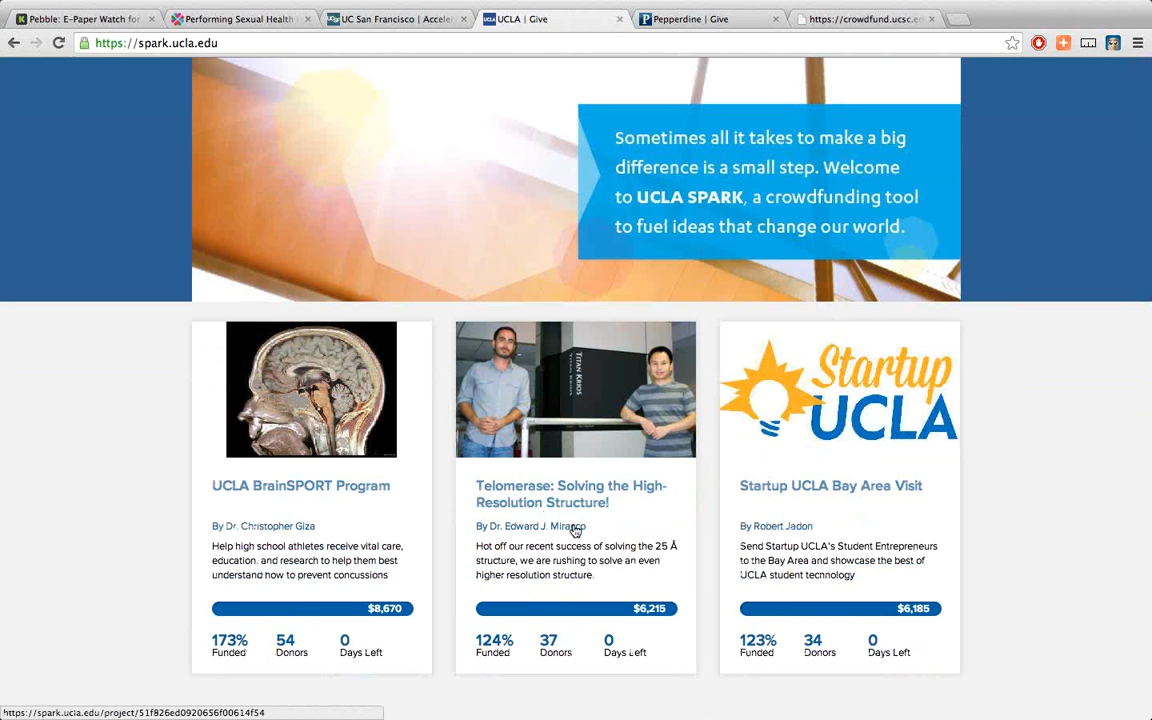 Pebble: E-Paper Watch for
Performing Sexual Health
UC San Francisco | Acceler
UCLA | Give
Pepperdine | Give
https://crowdfund.ucsc.e
https://spark.ucla.edu
Sometimes all it takes to make a big
difference is a small step. Welcome
to UCLA SPARK, a crowdfunding tool
to fuel ideas that change our world.
TITAN KRIOS
Startup
UCLA
UCLA BrainSPORT Program
By Dr. Christopher Giza
Help high school athletes receive vital care,
education, and research to help them best
understand how to prevent concussions
$8,670
173% 54 0
Funded Donors Days Left
Telomerase: Solving the High-
Resolution Structure!
By Dr. Edward J. Miracco
Hot off our recent success of solving the 25 Å
structure, we are rushing to solve an even
higher resolution structure.
$6,215
124% 37 0
Funded Donors Days Left
Startup UCLA Bay Area Visit
By Robert Jadon
Send Startup UCLA's Student Entrepreneurs
to the Bay Area and showcase the best of
UCLA student technology
$6,185
123% 34 0
Funded Donors Days Left
https://spark.ucla.edu/project/51f826ed0920656f00614f54